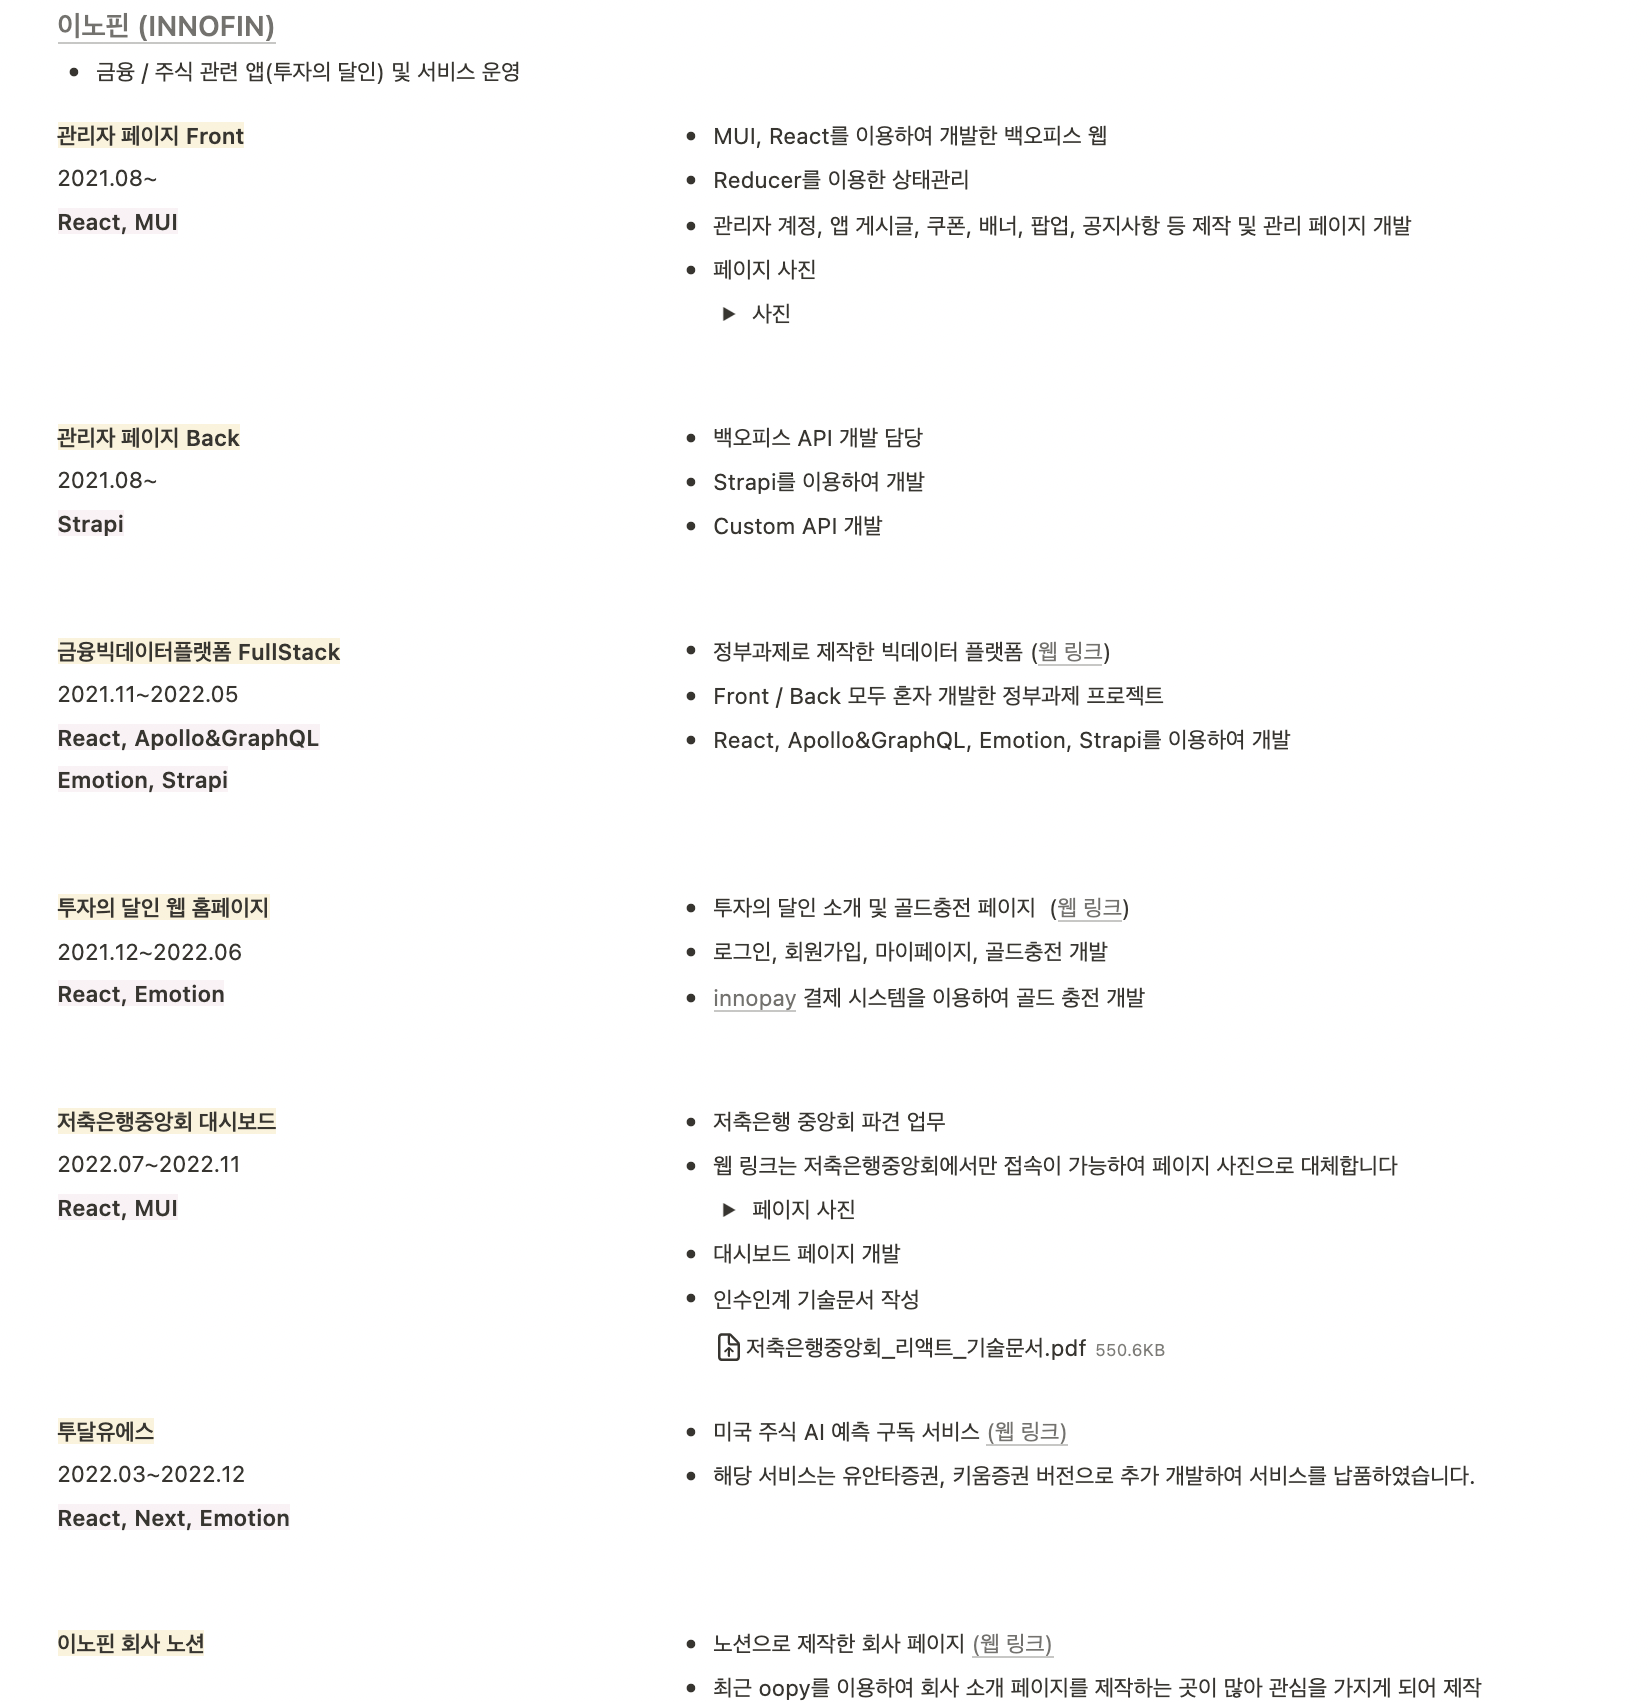 이노핀 (INNOFIN)
• 금융 / 주식 관련 앱(투자의 달인) 및 서비스 운영
관리자 페이지 Front
2021.08~
React, MUI
• MUI, React를 이용하여 개발한 백오피스 웹
• Reducer를 이용한 상태관리
• 관리자 계정, 앱 게시글, 쿠폰, 배너, 팝업, 공지사항 등 제작 및 관리 페이지 개발
• 페이지 사진
▶ 사진
관리자 페이지 Back
2021.08~
Strapi
• 백오피스 API 개발 담당
• Strapi를 이용하여 개발
• Custom API 개발
금융빅데이터플랫폼 FullStack
2021.11~2022.05
React, Apollo&GraphQL
Emotion, Strapi
• 정부과제로 제작한 빅데이터 플랫폼 (웹 링크)
• Front / Back 모두 혼자 개발한 정부과제 프로젝트
• React, Apollo&GraphQL, Emotion, Strapi를 이용하여 개발
투자의 달인 웹 홈페이지
2021.12~2022.06
React, Emotion
• 투자의 달인 소개 및 골드충전 페이지 (웹 링크)
• 로그인, 회원가입, 마이페이지, 골드충전 개발
• innopay 결제 시스템을 이용하여 골드 충전 개발
저축은행중앙회 대시보드
2022.07~2022.11
React, MUI
• 저축은행 중앙회 파견 업무
• 웹 링크는 저축은행중앙회에서만 접속이 가능하여 페이지 사진으로 대체합니다
▶ 페이지 사진
• 대시보드 페이지 개발
• 인수인계 기술문서 작성
저축은행중앙회_리액트_기술문서.pdf 550.6KB
투달유에스
2022.03~2022.12
React, Next, Emotion
• 미국 주식 AI 예측 구독 서비스 (웹 링크)
• 해당 서비스는 유안타증권, 키움증권 버전으로 추가 개발하여 서비스를 납품하였습니다.
이노핀 회사 노션
• 노션으로 제작한 회사 페이지 (웹 링크)
• 최근 oopy를 이용하여 회사 소개 페이지를 제작하는 곳이 많아 관심을 가지게 되어 제작